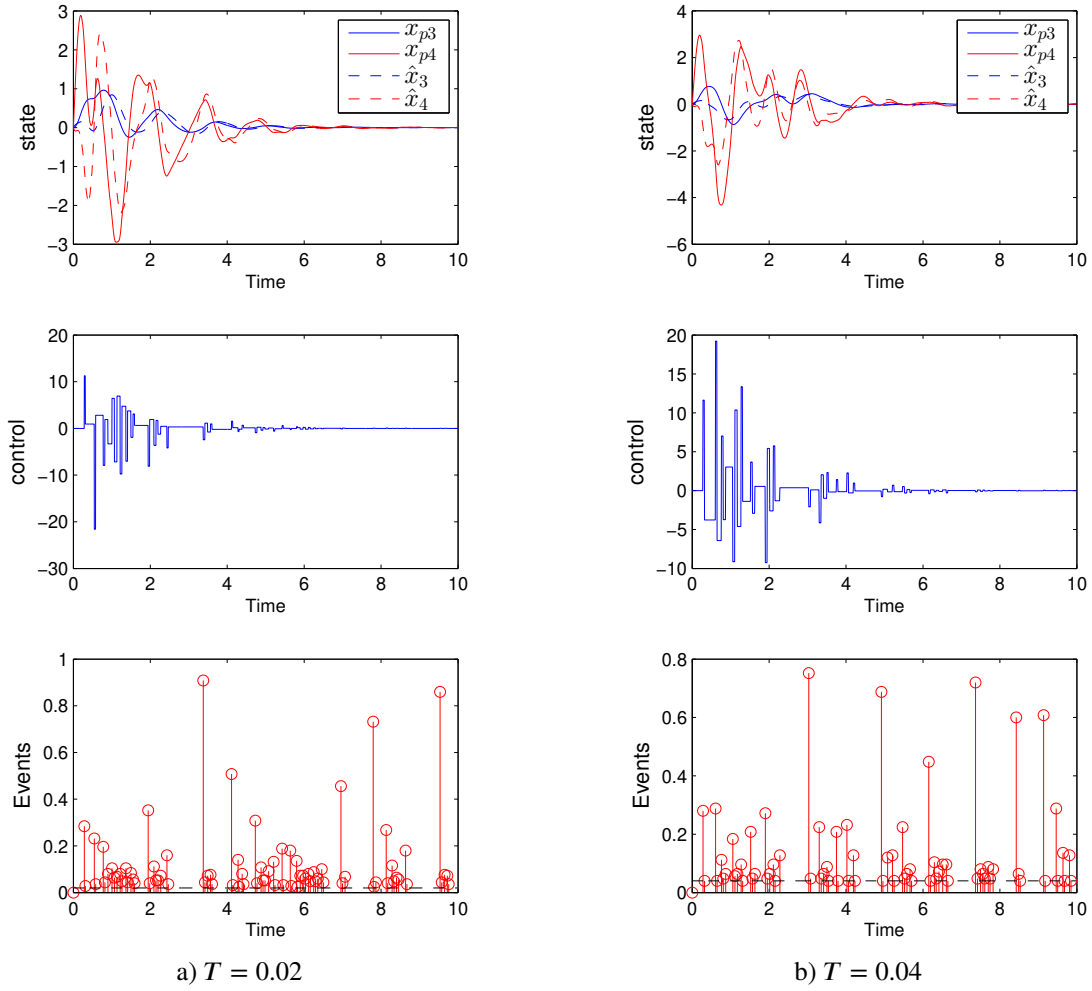 3
2
1
0
−1
−2
−3
state
0 2 4 6 8 10
Time
x_{p3}
x_{p4}
x̂_3
x̂_4
4
2
0
−2
−4
−6
state
0 2 4 6 8 10
Time
x_{p3}
x_{p4}
x̂_3
x̂_4
20
10
0
−10
−20
−30
control
0 2 4 6 8 10
Time
20
15
10
5
0
−5
−10
control
0 2 4 6 8 10
Time
1
0.8
0.6
0.4
0.2
0
Events
0 2 4 6 8 10
Time
0.8
0.6
0.4
0.2
0
Events
0 2 4 6 8 10
Time
a) T = 0.02
b) T = 0.04